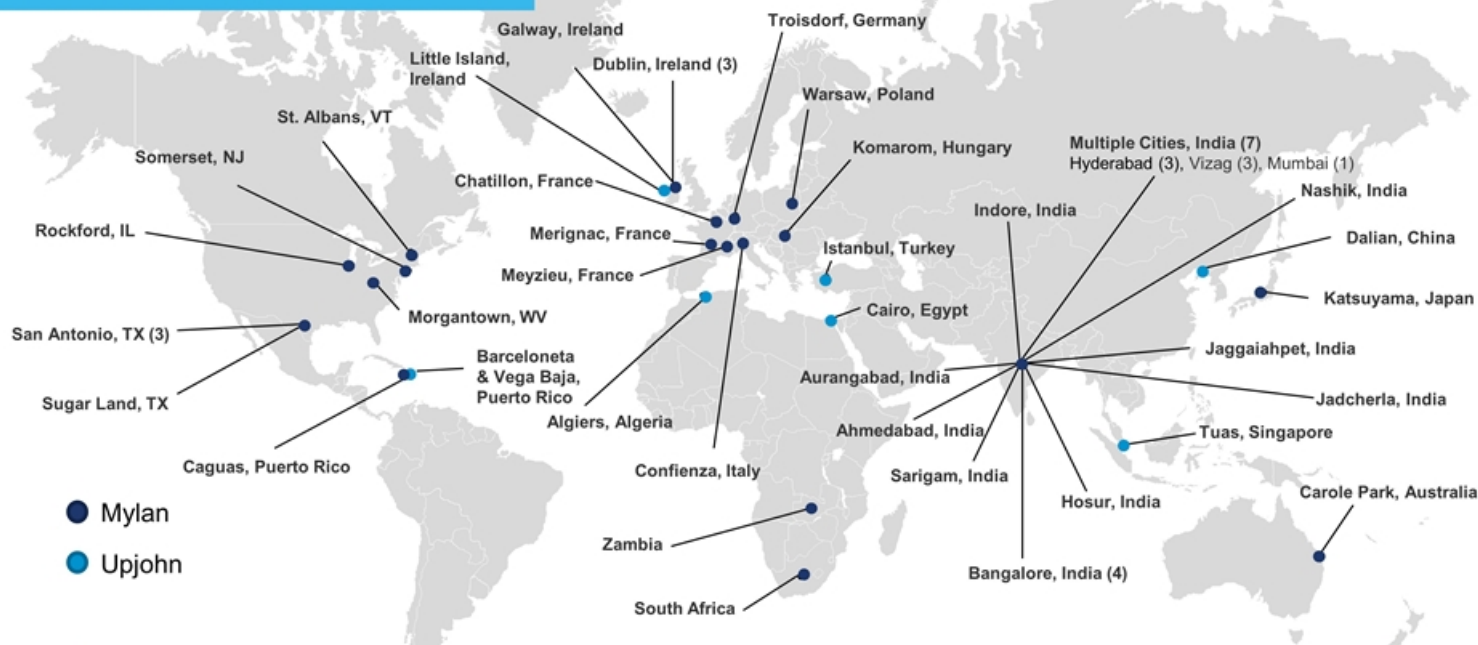 Troisdorf, Germany
Galway, Ireland
Little Island,
Ireland
Dublin, Ireland (3)
Warsaw, Poland
St. Albans, VT
Komarom, Hungary
Multiple Cities, India (7)
Hyderabad (3), Vizag (3), Mumbai (1)
Somerset, NJ
Chatillon, France
Nashik, India
Indore, India
Rockford, IL
Merignac, France
Dalian, China
Istanbul, Turkey
Meyzieu, France
Katsuyama, Japan
Cairo, Egypt
Morgantown, WV
San Antonio, TX (3)
Jaggaiahpet, India
Barceloneta
& Vega Baja,
Puerto Rico
Aurangabad, India
Sugar Land, TX
Jadcherla, India
Algiers, Algeria
Ahmedabad, India
Tuas, Singapore
Caguas, Puerto Rico
Confienza, Italy
Sarigam, India
Carole Park, Australia
Hosur, India
Mylan
Zambia
Upjohn
Bangalore, India (4)
South Africa